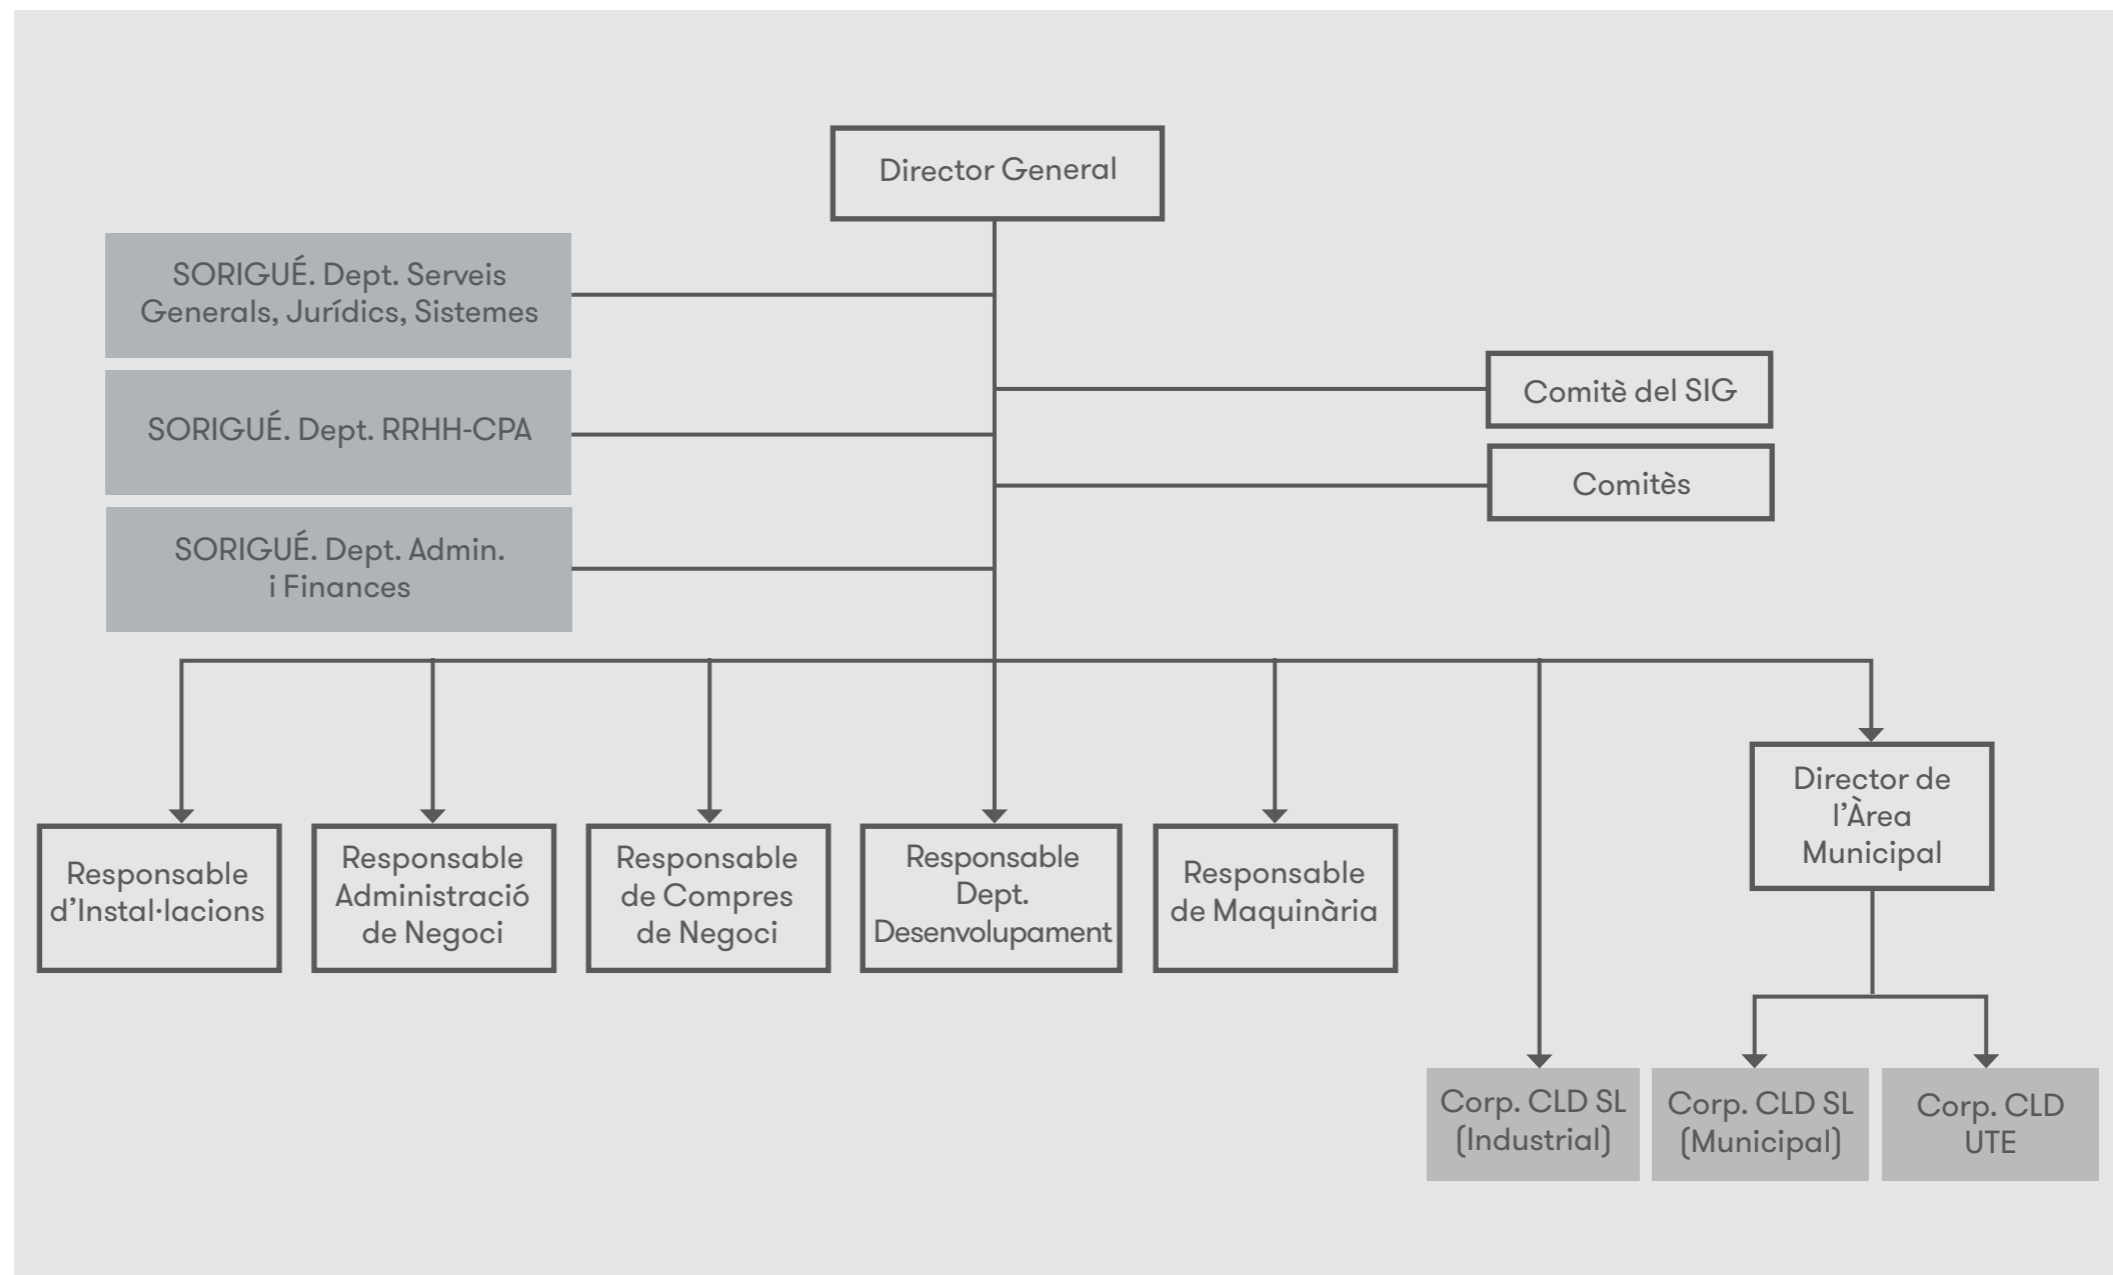 Director General
SORIGUÉ. Dept. Serveis
Generals, Jurídics, Sistemes
SORIGUÉ. Dept. RRHH-CPA
SORIGUÉ. Dept. Admin.
i Finances
Comitè del SIG
Comitès
Responsable
d’Instal·lacions
Responsable
Administració
de Negoci
Responsable
de Compres
de Negoci
Responsable
Dept.
Desenvolupament
Responsable
de Maquinària
Director de
l’Àrea
Municipal
Corp. CLD SL
(Industrial)
Corp. CLD SL
(Municipal)
Corp. CLD
UTE